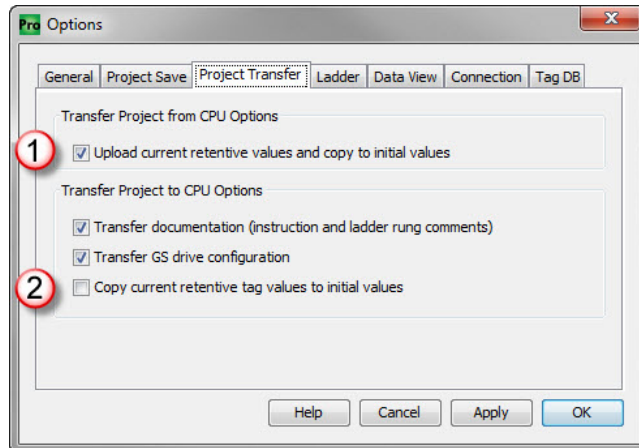 Pro Options
General Project Save Project Transfer Ladder Data View Connection Tag DB
Transfer Project from CPU Options
1 Upload current retentive values and copy to initial values
Transfer Project to CPU Options
Transfer documentation (instruction and ladder rung comments)
Transfer GS drive configuration
2 Copy current retentive tag values to initial values
Help Cancel Apply OK